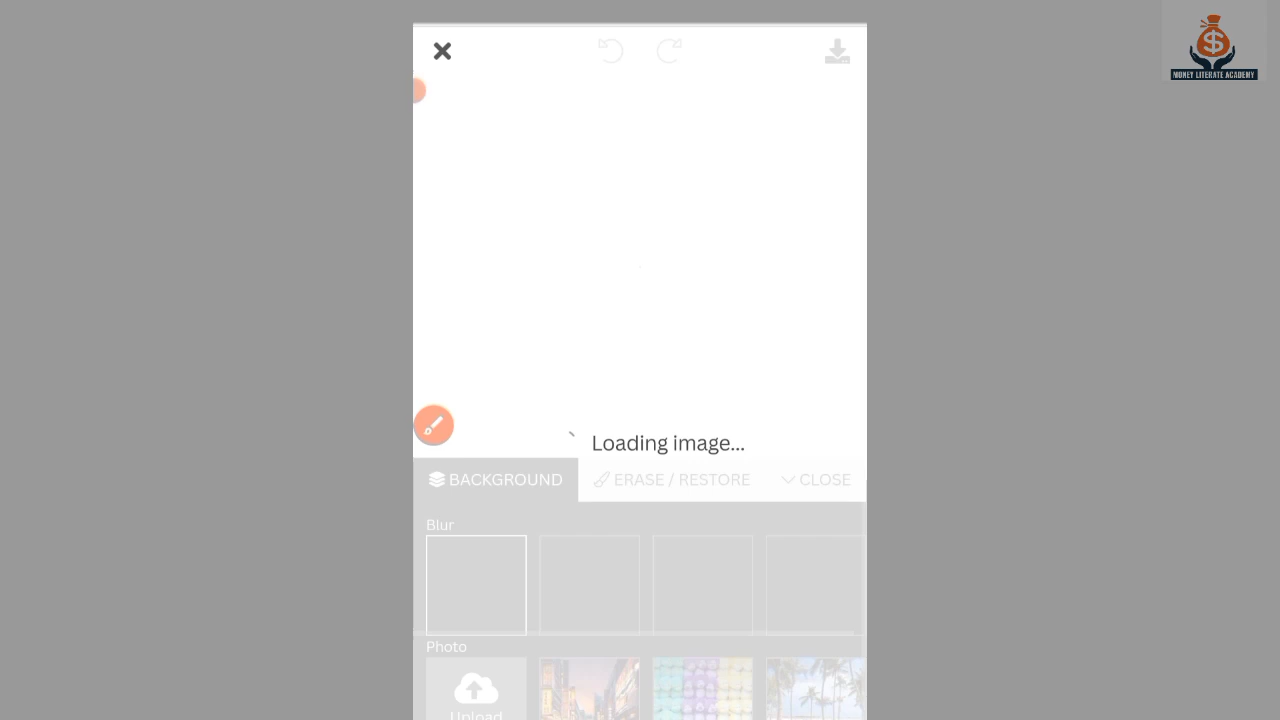 $
MONEY LITERATE ACADEMY
Loading image...
BACKGROUND
ERASE / RESTORE
CLOSE
Blur
Photo
Upload